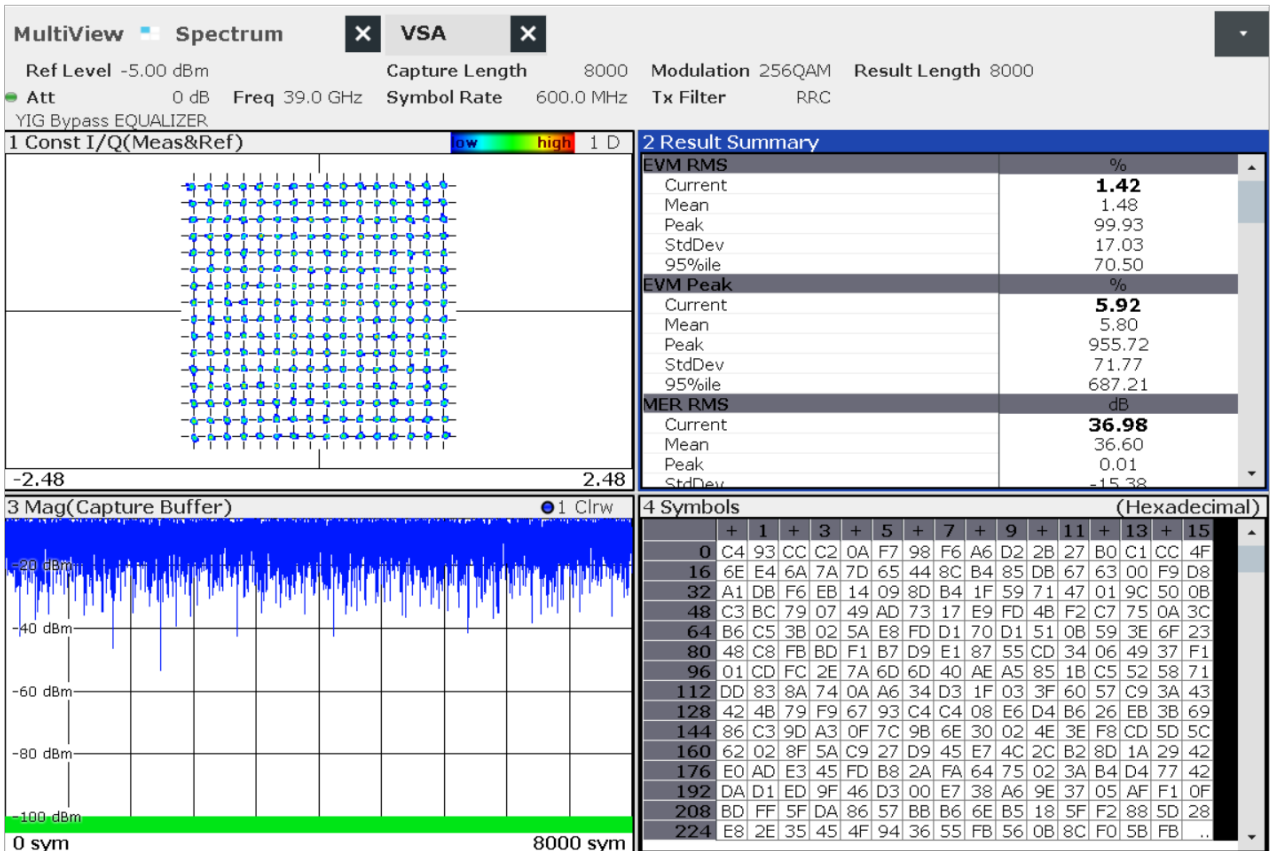 MultiView Spectrum X VSA X
Ref Level -5.00 dBm Capture Length 8000 Modulation 256QAM Result Length 8000
Att 0 dB Freq 39.0 GHz Symbol Rate 600.0 MHz Tx Filter RRC
YIG Bypass EQUALIZER
1 Const I/Q(Meas&Ref) low high 1 D
-2.48 2.48
2 Result Summary
EVM RMS %
Current 1.42
Mean 1.48
Peak 99.93
StdDev 17.03
95%ile 70.50
EVM Peak %
Current 5.92
Mean 5.80
Peak 955.72
StdDev 71.77
95%ile 687.21
MER RMS dB
Current 36.98
Mean 36.60
Peak 0.01
StdDev -15.38
3 Mag(Capture Buffer) 1 Clrw
-20 dBm
-40 dBm
-60 dBm
-80 dBm
-100 dBm
0 sym 8000 sym
4 Symbols (Hexadecimal)
+ 1 + 3 + 5 + 7 + 9 + 11 + 13 + 15
0 C4 93 CC C2 0A F7 98 F6 A6 D2 2B 27 B0 C1 CC 4F
16 6E E4 6A 7A 7D 65 44 8C B4 85 DB 67 63 00 F9 D8
32 A1 DB F6 EB 14 09 8D B4 1F 59 71 47 01 9C 50 0B
48 C3 BC 79 07 49 AD 73 17 E9 FD 4B F2 C7 75 0A 3C
64 B6 C5 3B 02 5A E8 FD D1 70 D1 51 0B 59 3E 6F 23
80 48 C8 FB BD F1 B7 D9 E1 87 55 CD 34 06 49 37 F1
96 01 CD FC 2E 7A 6D 6D 40 AE A5 85 1B C5 52 58 71
112 DD 83 8A 74 0A A6 34 D3 1F 03 3F 60 57 C9 3A 43
128 42 4B 79 F9 67 93 C4 C4 08 E6 D4 B6 26 EB 3B 69
144 86 C3 9D A3 0F 7C 9B 6E 30 02 4E 3E F8 CD 5D 5C
160 62 02 8F 5A C9 27 D9 45 E7 4C 2C B2 8D 1A 29 42
176 E0 AD E3 45 FD B8 2A FA 64 75 02 3A B4 D4 77 42
192 DA D1 ED 9F 46 D3 00 E7 38 A6 9E 37 05 AF F1 0F
208 BD FF 5F DA 86 57 BB B6 6E B5 18 5F F2 88 5D 28
224 E8 2E 35 45 4F 94 36 55 FB 56 0B 8C F0 5B FB ..